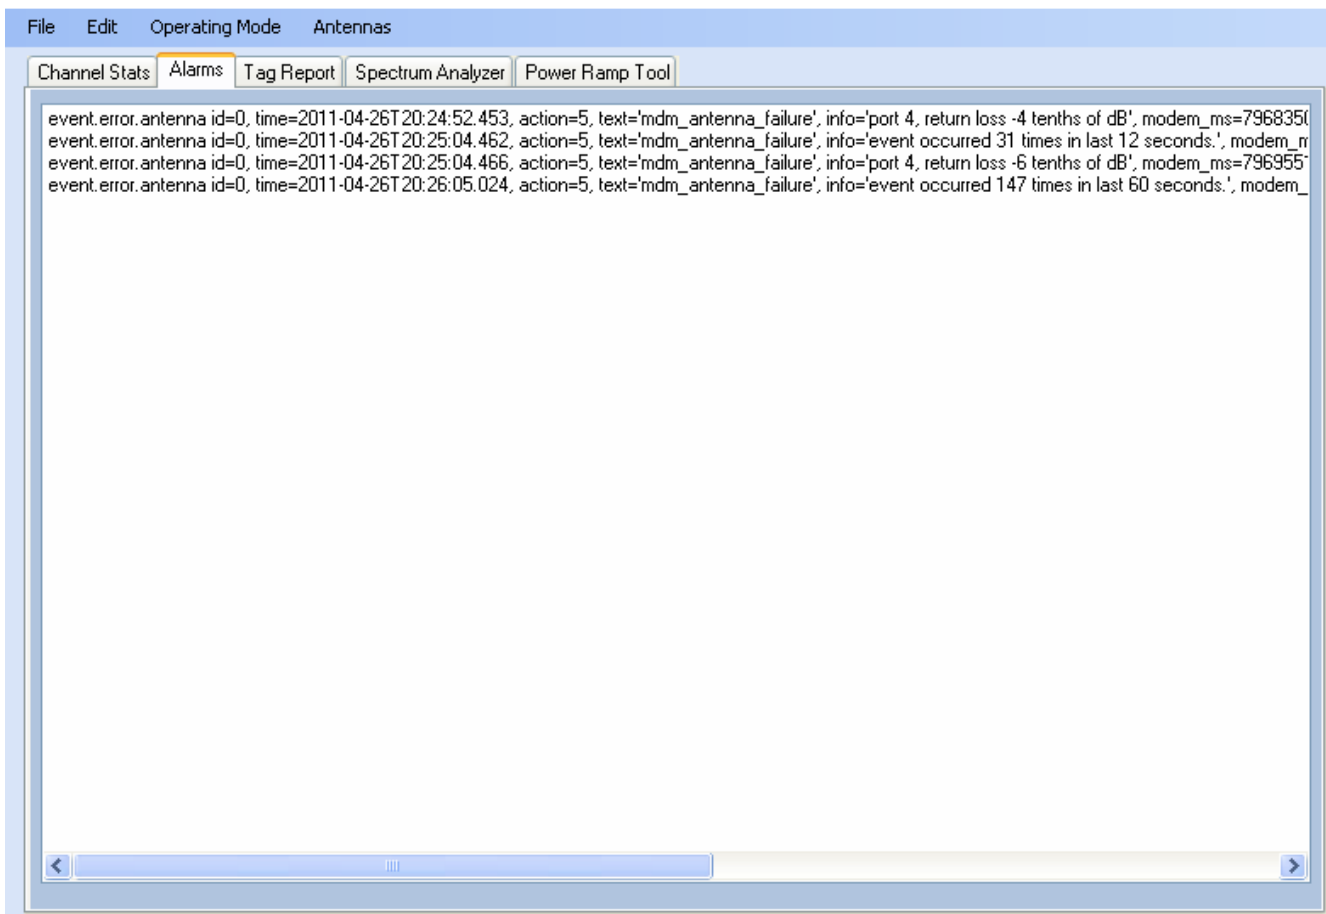 File Edit Operating Mode Antennas
Channel Stats Alarms Tag Report Spectrum Analyzer Power Ramp Tool
event.error.antenna id=0, time=2011-04-26T20:24:52.453, action=5, text='mdm_antenna_failure', info='port 4, return loss -4 tenths of dB', modem_ms=796835
event.error.antenna id=0, time=2011-04-26T20:25:04.462, action=5, text='mdm_antenna_failure', info='event occurred 31 times in last 12 seconds.', modem_
event.error.antenna id=0, time=2011-04-26T20:25:04.466, action=5, text='mdm_antenna_failure', info='port 4, return loss -6 tenths of dB', modem_ms=796955
event.error.antenna id=0, time=2011-04-26T20:26:05.024, action=5, text='mdm_antenna_failure', info='event occurred 147 times in last 60 seconds.', modem_